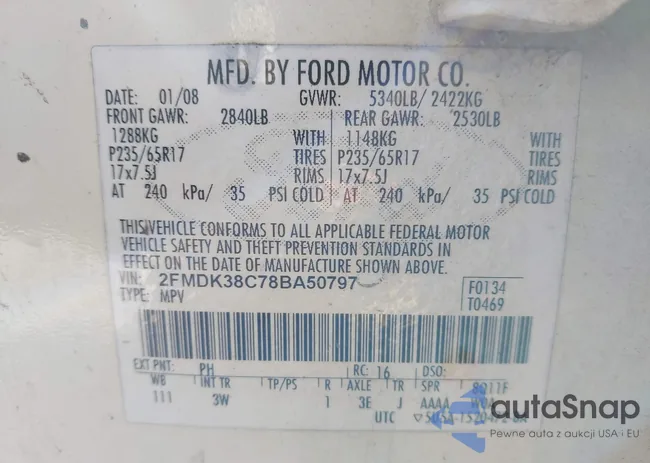 MFD. BY FORD MOTOR CO.
DATE: 01/08 GVWR: 5340LB/ 2422KG
FRONT GAWR: 2840LB REAR GAWR: 2530LB
1288KG WITH 1148KG WITH
P235/65R17 TIRES P235/65R17 TIRES
17x7.5J RIMS 17x7.5J RIMS
AT 240 kPa/ 35 PSI COLD AT 240 kPa/ 35 PSI COLD
THIS VEHICLE CONFORMS TO ALL APPLICABLE FEDERAL MOTOR
VEHICLE SAFETY AND THEFT PREVENTION STANDARDS IN
EFFECT ON THE DATE OF MANUFACTURE SHOWN ABOVE.
VIN: 2FMDK38C78BA50797 F0134
TYPE: MPV T0469
EXT PNT: PH RC: 16 DSO:
WB INT TR TP/PS R AXLE TR SPR
111 3W 1 3E J AAAA
UTC
autaSnap
Pewne auta z aukcji USA i EU